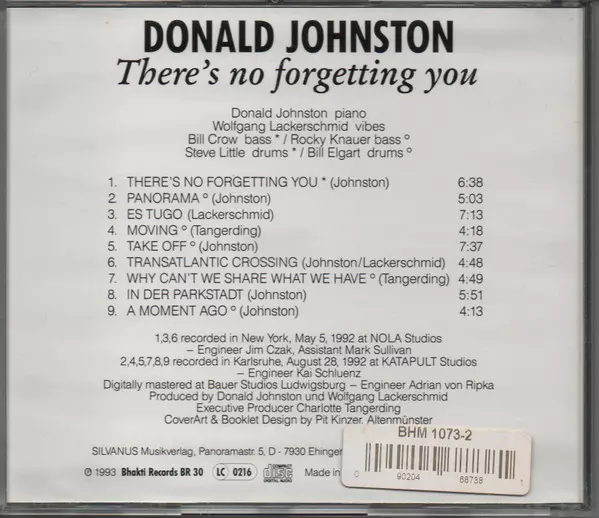 DONALD JOHNSTON
There's no forgetting you
Donald Johnston piano
Wolfgang Lackerschmid vibes
Bill Crow bass * / Rocky Knauer bass º
Steve Little drums * / Bill Elgart drums º
1. THERE'S NO FORGETTING YOU * (Johnston) 6:38
2. PANORAMA º (Johnston) 5:03
3. ES TUGO (Lackerschmid) 7:13
4. MOVING º (Tangerding) 4:18
5. TAKE OFF º (Johnston) 7:37
6. TRANSATLANTIC CROSSING (Johnston/Lackerschmid) 4:48
7. WHY CAN'T WE SHARE WHAT WE HAVE º (Tangerding) 4:49
8. IN DER PARKSTADT (Johnston) 5:51
9. A MOMENT AGO º (Johnston) 4:13
1,3,6 recorded in New York, May 5, 1992 at NOLA Studios
– Engineer Jim Czak, Assistant Mark Sullivan
2,4,5,7,8,9 recorded in Karlsruhe, August 28, 1992 at KATAPULT Studios
– Engineer Kai Schluenz
Digitally mastered at Bauer Studios Ludwigsburg – Engineer Adrian von Ripka
Produced by Donald Johnston und Wolfgang Lackerschmid
Executive Producer Charlotte Tangerding
CoverArt & Booklet Design by Pit Kinzer, Altenmünster
SILVANUS Musikverlag, Panoramastr. 5, D - 7930 Ehingen
℗ 1993 Bhakti Records BR 30 LC 0216 COMPACT disc DIGITAL AUDIO Made in
BHM 1073-2
0 90204 68738 1